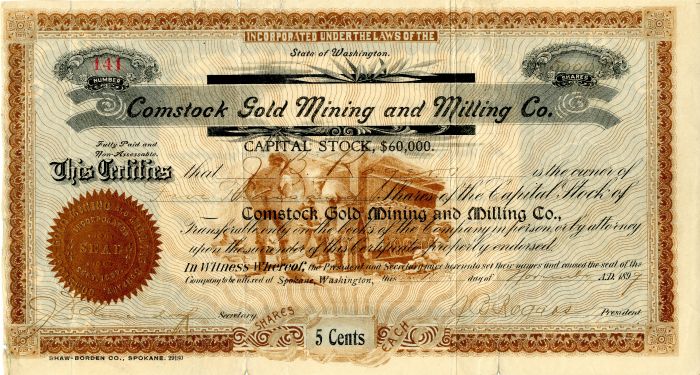 INCORPORATED UNDER THE LAWS OF THE
State of Washington.
141
NUMBER
SHARES
Comstock Gold Mining and Milling Co.
CAPITAL STOCK, $60,000.
Fully Paid and
Non-Assessable.
This Certifies that is the owner of
Shares of the Capital Stock of
Comstock Gold Mining and Milling Co.,
Transferable only on the books of the Company in person or by attorney
upon the surrender of this Certificate properly endorsed.
In Witness Whereof, the President and Secretary have hereunto set their names and caused the seal of the
Company to be affixed at Spokane, Washington, this day of November A.D. 1899
Secretary President
INCORPORATED
SEAL
SHARES 5 Cents EACH
SHAW-BORDEN CO., SPOKANE. 29180